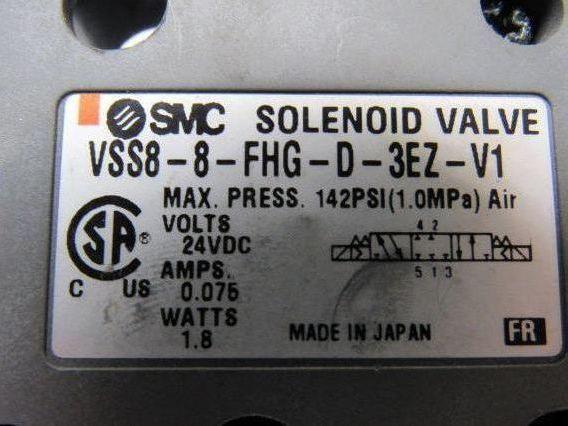 SMC SOLENOID VALVE
VSS8-8-FHG-D-3EZ-V1
MAX. PRESS. 142PSI(1.0MPa) Air
VOLTS
24VDC
AMPS.
0.075
WATTS
1.8
SA®
C US
4 2
5 1 3
MADE IN JAPAN
FR